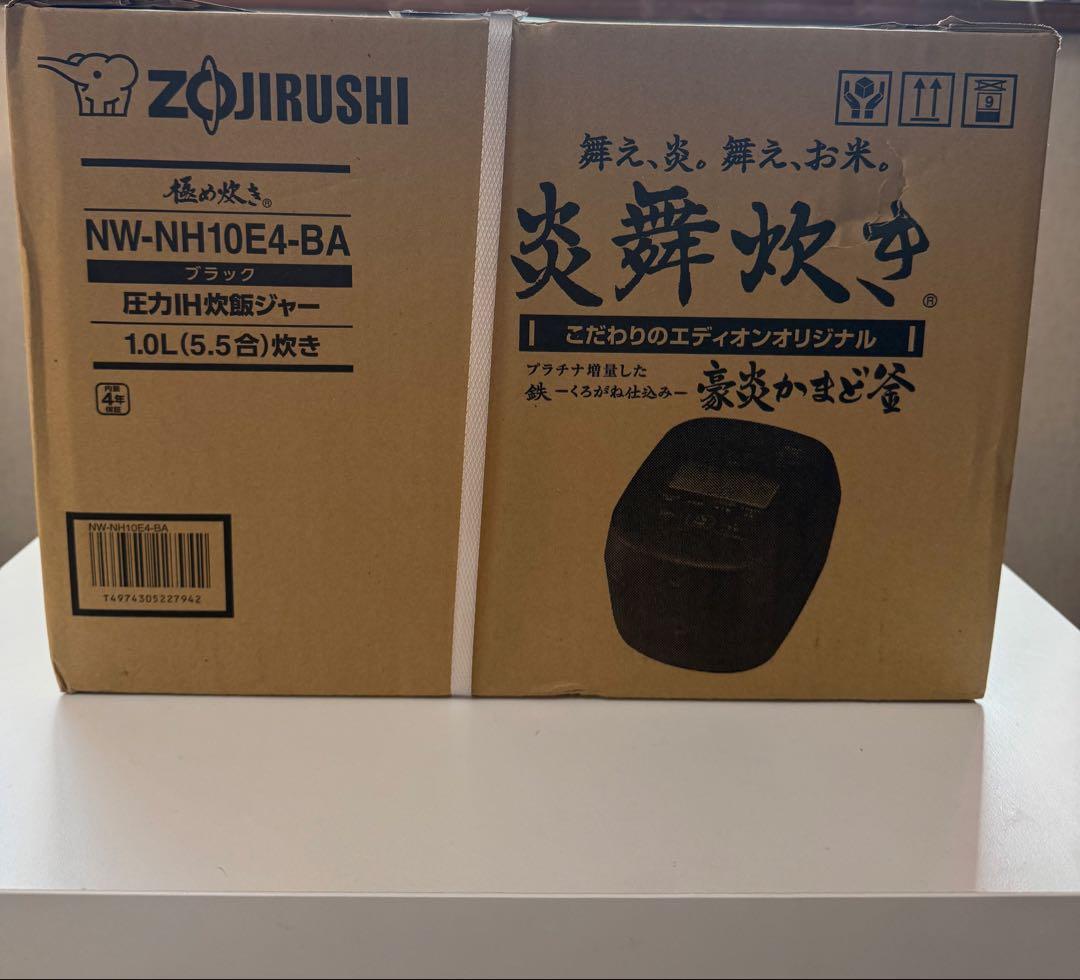 ZOJIRUSHI
極め炊き®
NW-NH10E4-BA
ブラック
圧力IH炊飯ジャー
1.0L(5.5合)炊き
内釜
4年
保証
NW-NH10E4-BA
T4974305227942
9
舞え、炎。舞え、お米。
炎舞炊き®
こだわりのエディオンオリジナル
プラチナ増量した
鉄ーくろがね仕込みー 豪炎かまど釜